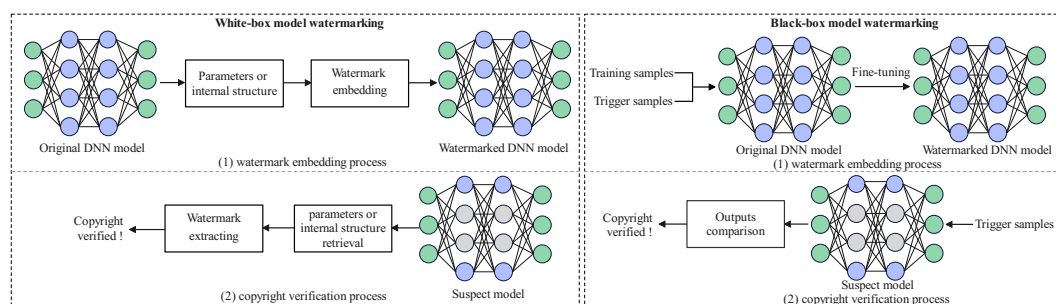 White-box model watermarking
Parameters or
internal structure
Watermark
embedding
Original DNN model
Watermarked DNN model
(1) watermark embedding process
Copyright
verified !
Watermark
extracting
parameters or
internal structure
retrieval
Suspect model
(2) copyright verification process
Black-box model watermarking
Training samples
Trigger samples
Fine-tuning
Original DNN model
Watermarked DNN model
(1) watermark embedding process
Copyright
verified !
Outputs
comparison
Trigger samples
Suspect model
(2) copyright verification process